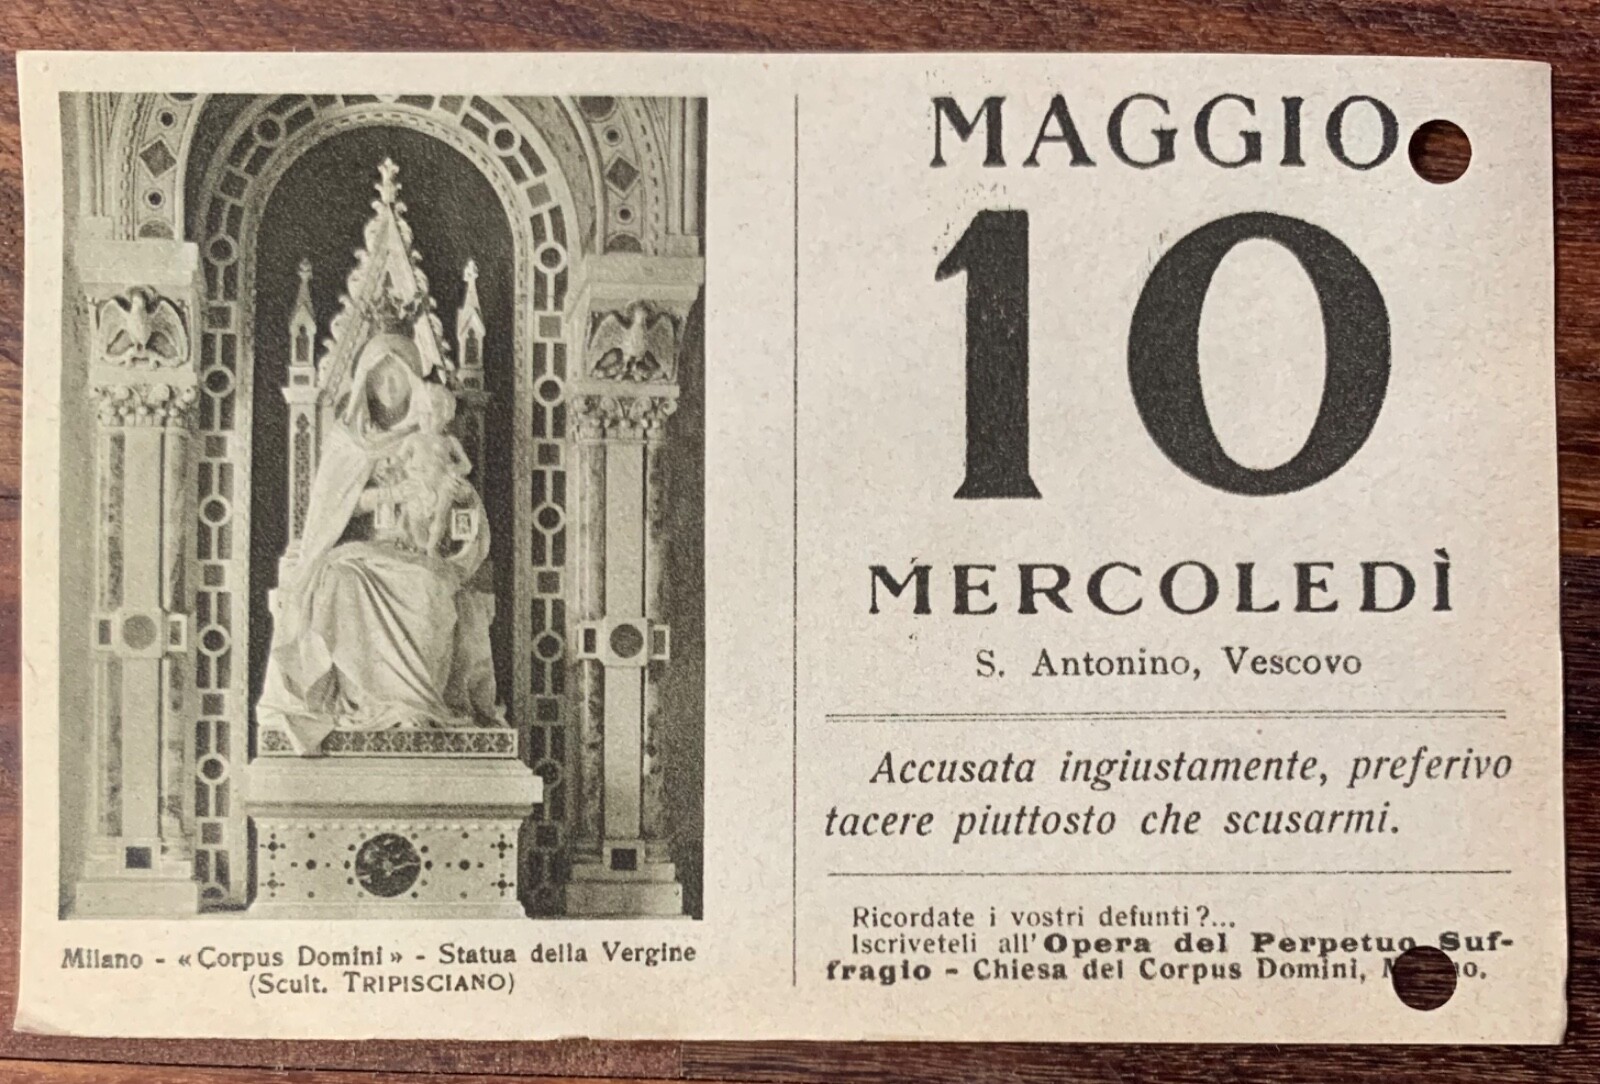 MAGGIO
10
MERCOLEDÌ
S. Antonino, Vescovo
Accusata ingiustamente, preferivo
tacere piuttosto che scusarmi.
Ricordate i vostri defunti?...
Iscriveteli all'Opera del Perpetuo Suf-
fragio - Chiesa del Corpus Domini,
Milano - «Corpus Domini» - Statua della Vergine
(Scult. TRIPISCIANO)